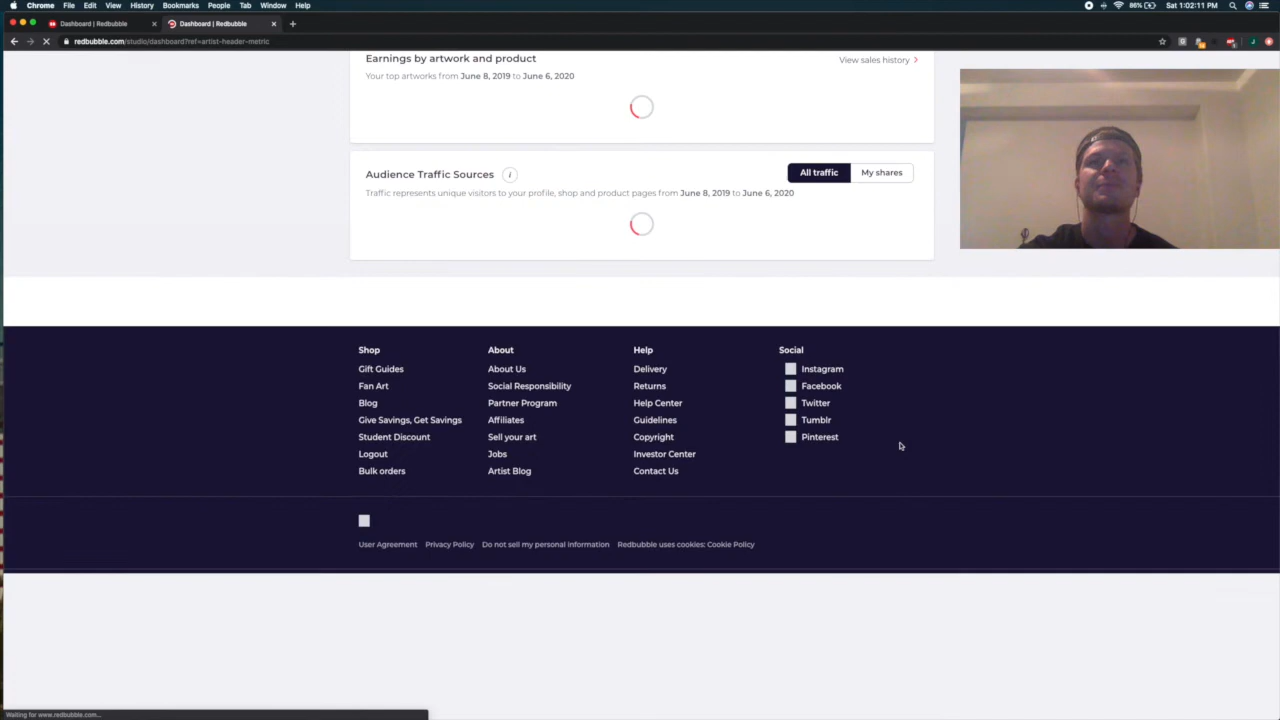 Chrome File Edit View History Bookmarks People Tab Window Help
86% Sat 1:02:11 PM
Dashboard | Redbubble
Dashboard | Redbubble
redbubble.com/studio/dashboard?ref=artist-header-metric
Earnings by artwork and product
View sales history
Your top artworks from June 8, 2019 to June 6, 2020
Audience Traffic Sources
All traffic
My shares
Traffic represents unique visitors to your profile, shop and product pages from June 8, 2019 to June 6, 2020
Shop
Gift Guides
Fan Art
Blog
Give Savings, Get Savings
Student Discount
Logout
Bulk orders
About
About Us
Social Responsibility
Partner Program
Affiliates
Sell your art
Jobs
Artist Blog
Help
Delivery
Returns
Help Center
Guidelines
Copyright
Investor Center
Contact Us
Social
Instagram
Facebook
Twitter
Tumblr
Pinterest
User Agreement
Privacy Policy
Do not sell my personal information
Redbubble uses cookies: Cookie Policy
Waiting for www.redbubble.com...